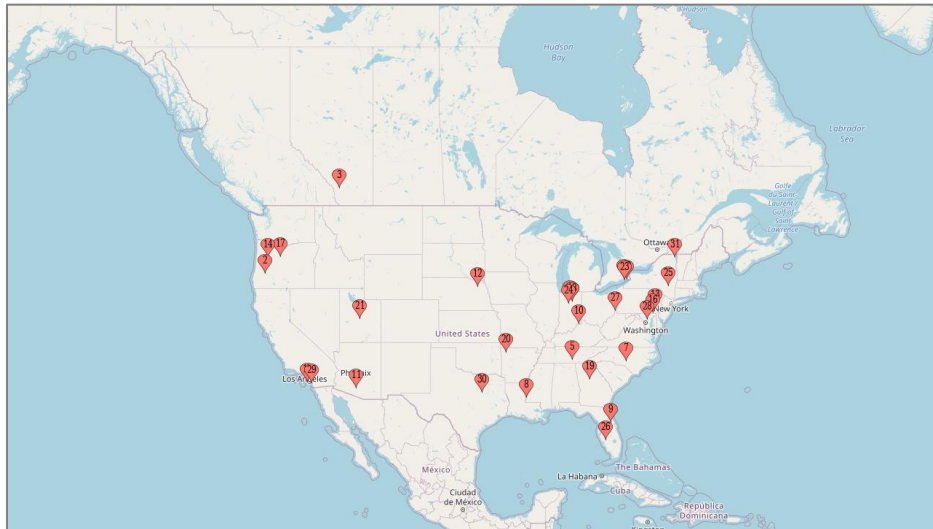 Hudson
Hudson
Bay
Labrador
Sea
3
Golfe
du Saint-
Laurent
Gulf of
Saint
Lawrence
14
17
Ottawa
31
2
23
12
25
24
21
27
16
10
28
New York
Washington
United States
20
5
7
19
29
Los Angeles
11
30
8
9
26
México
The Bahamas
La Habana
Cuba
Ciudad
de México
República
Dominicana
Kingston